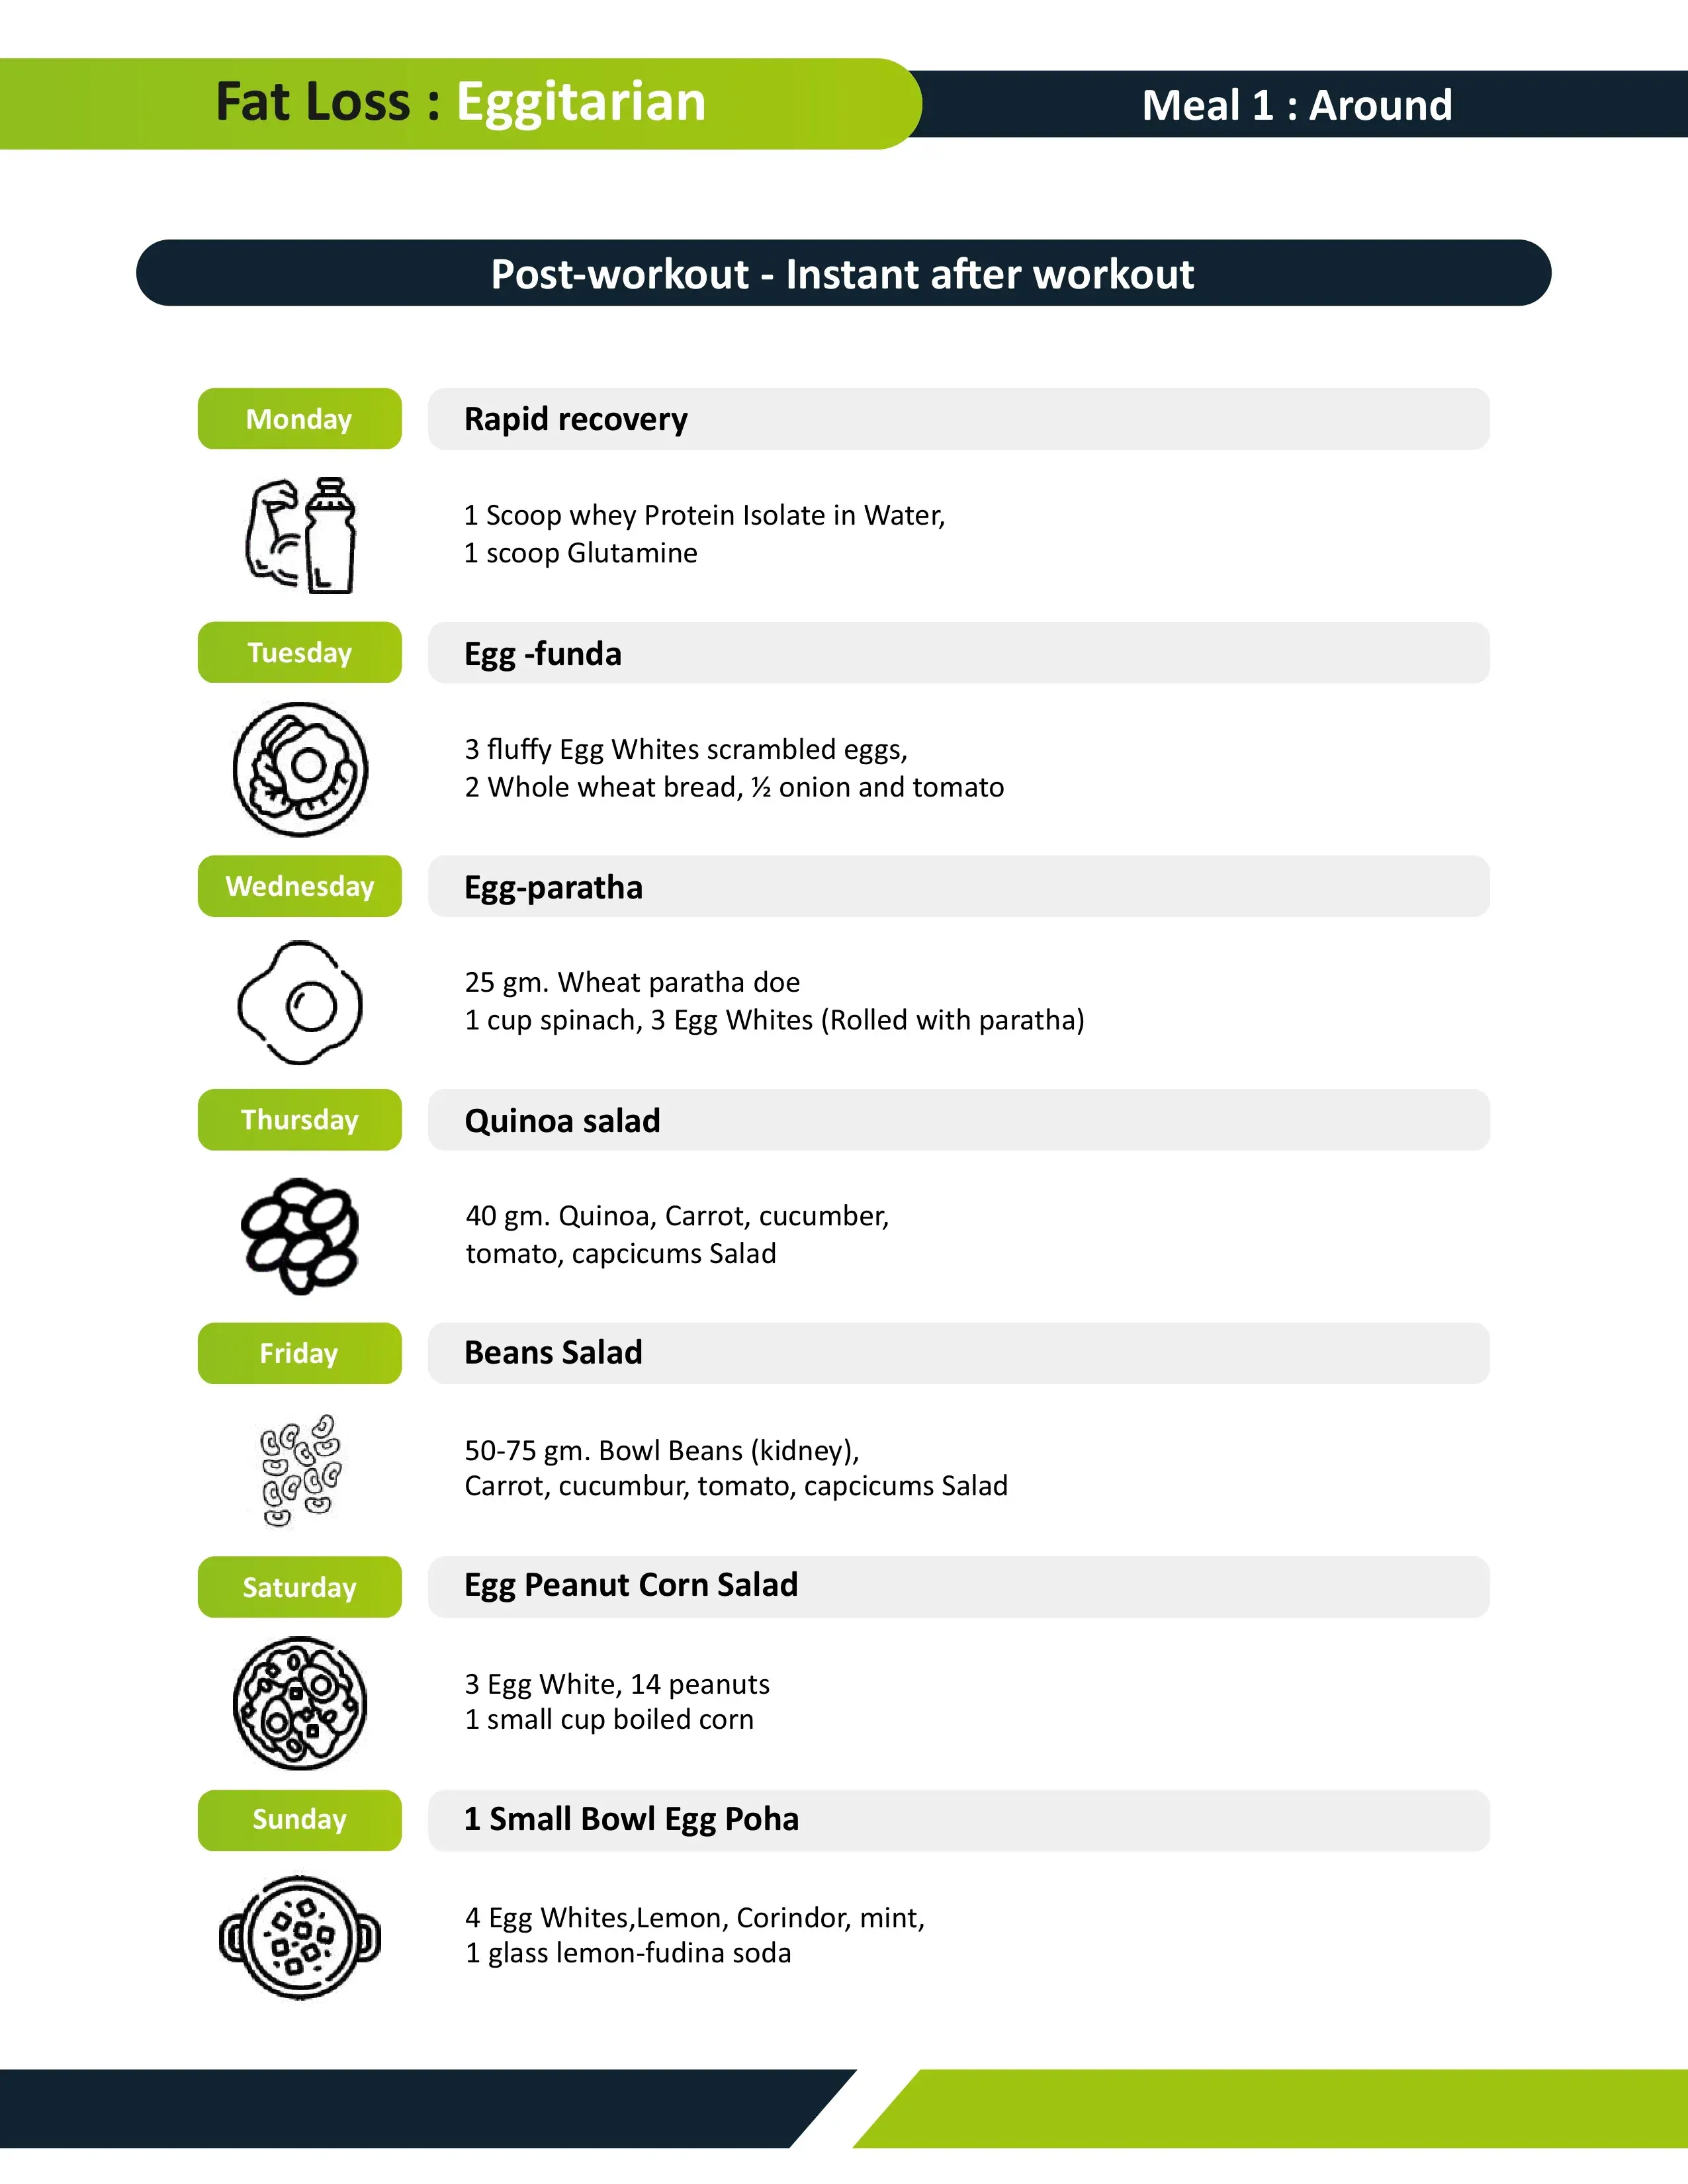 Fat Loss : Eggitarian
Meal 1 : Around
Post-workout - Instant after workout
Monday
Rapid recovery
1 Scoop whey Protein Isolate in Water,
1 scoop Glutamine
Tuesday
Egg -funda
3 fluffy Egg Whites scrambled eggs,
2 Whole wheat bread, ½ onion and tomato
Wednesday
Egg-paratha
25 gm. Wheat paratha doe
1 cup spinach, 3 Egg Whites (Rolled with paratha)
Thursday
Quinoa salad
40 gm. Quinoa, Carrot, cucumber,
tomato, capcicums Salad
Friday
Beans Salad
50-75 gm. Bowl Beans (kidney),
Carrot, cucumbur, tomato, capcicums Salad
Saturday
Egg Peanut Corn Salad
3 Egg White, 14 peanuts
1 small cup boiled corn
Sunday
1 Small Bowl Egg Poha
4 Egg Whites,Lemon, Corindor, mint,
1 glass lemon-fudina soda